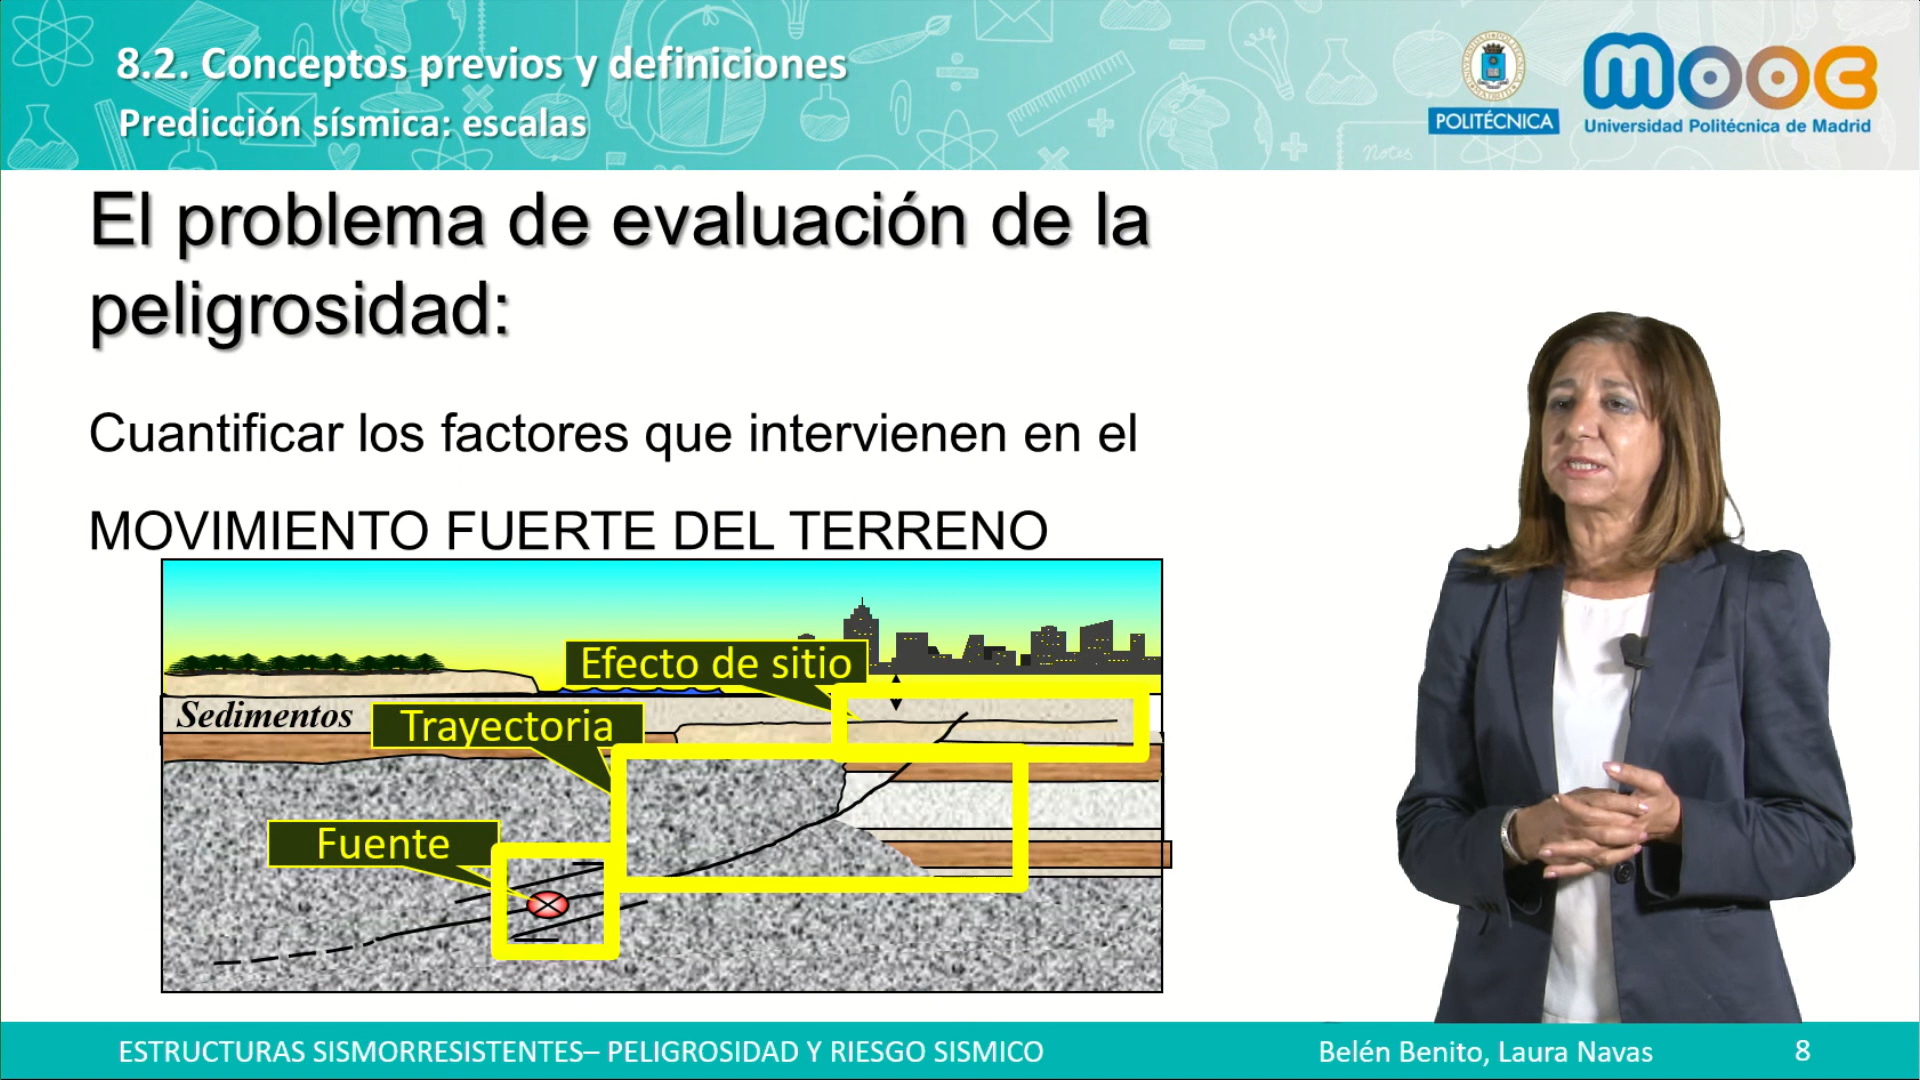 8.2. Conceptos previos y definiciones
Predicción sísmica: escalas
POLITÉCNICA
mooc
Universidad Politécnica de Madrid
Notes
El problema de evaluación de la
peligrosidad:
Cuantificar los factores que intervienen en el
MOVIMIENTO FUERTE DEL TERRENO
Efecto de sitio
Sedimentos
Trayectoria
Fuente
ESTRUCTURAS SISMORRESISTENTES– PELIGROSIDAD Y RIESGO SISMICO
Belén Benito, Laura Navas
8